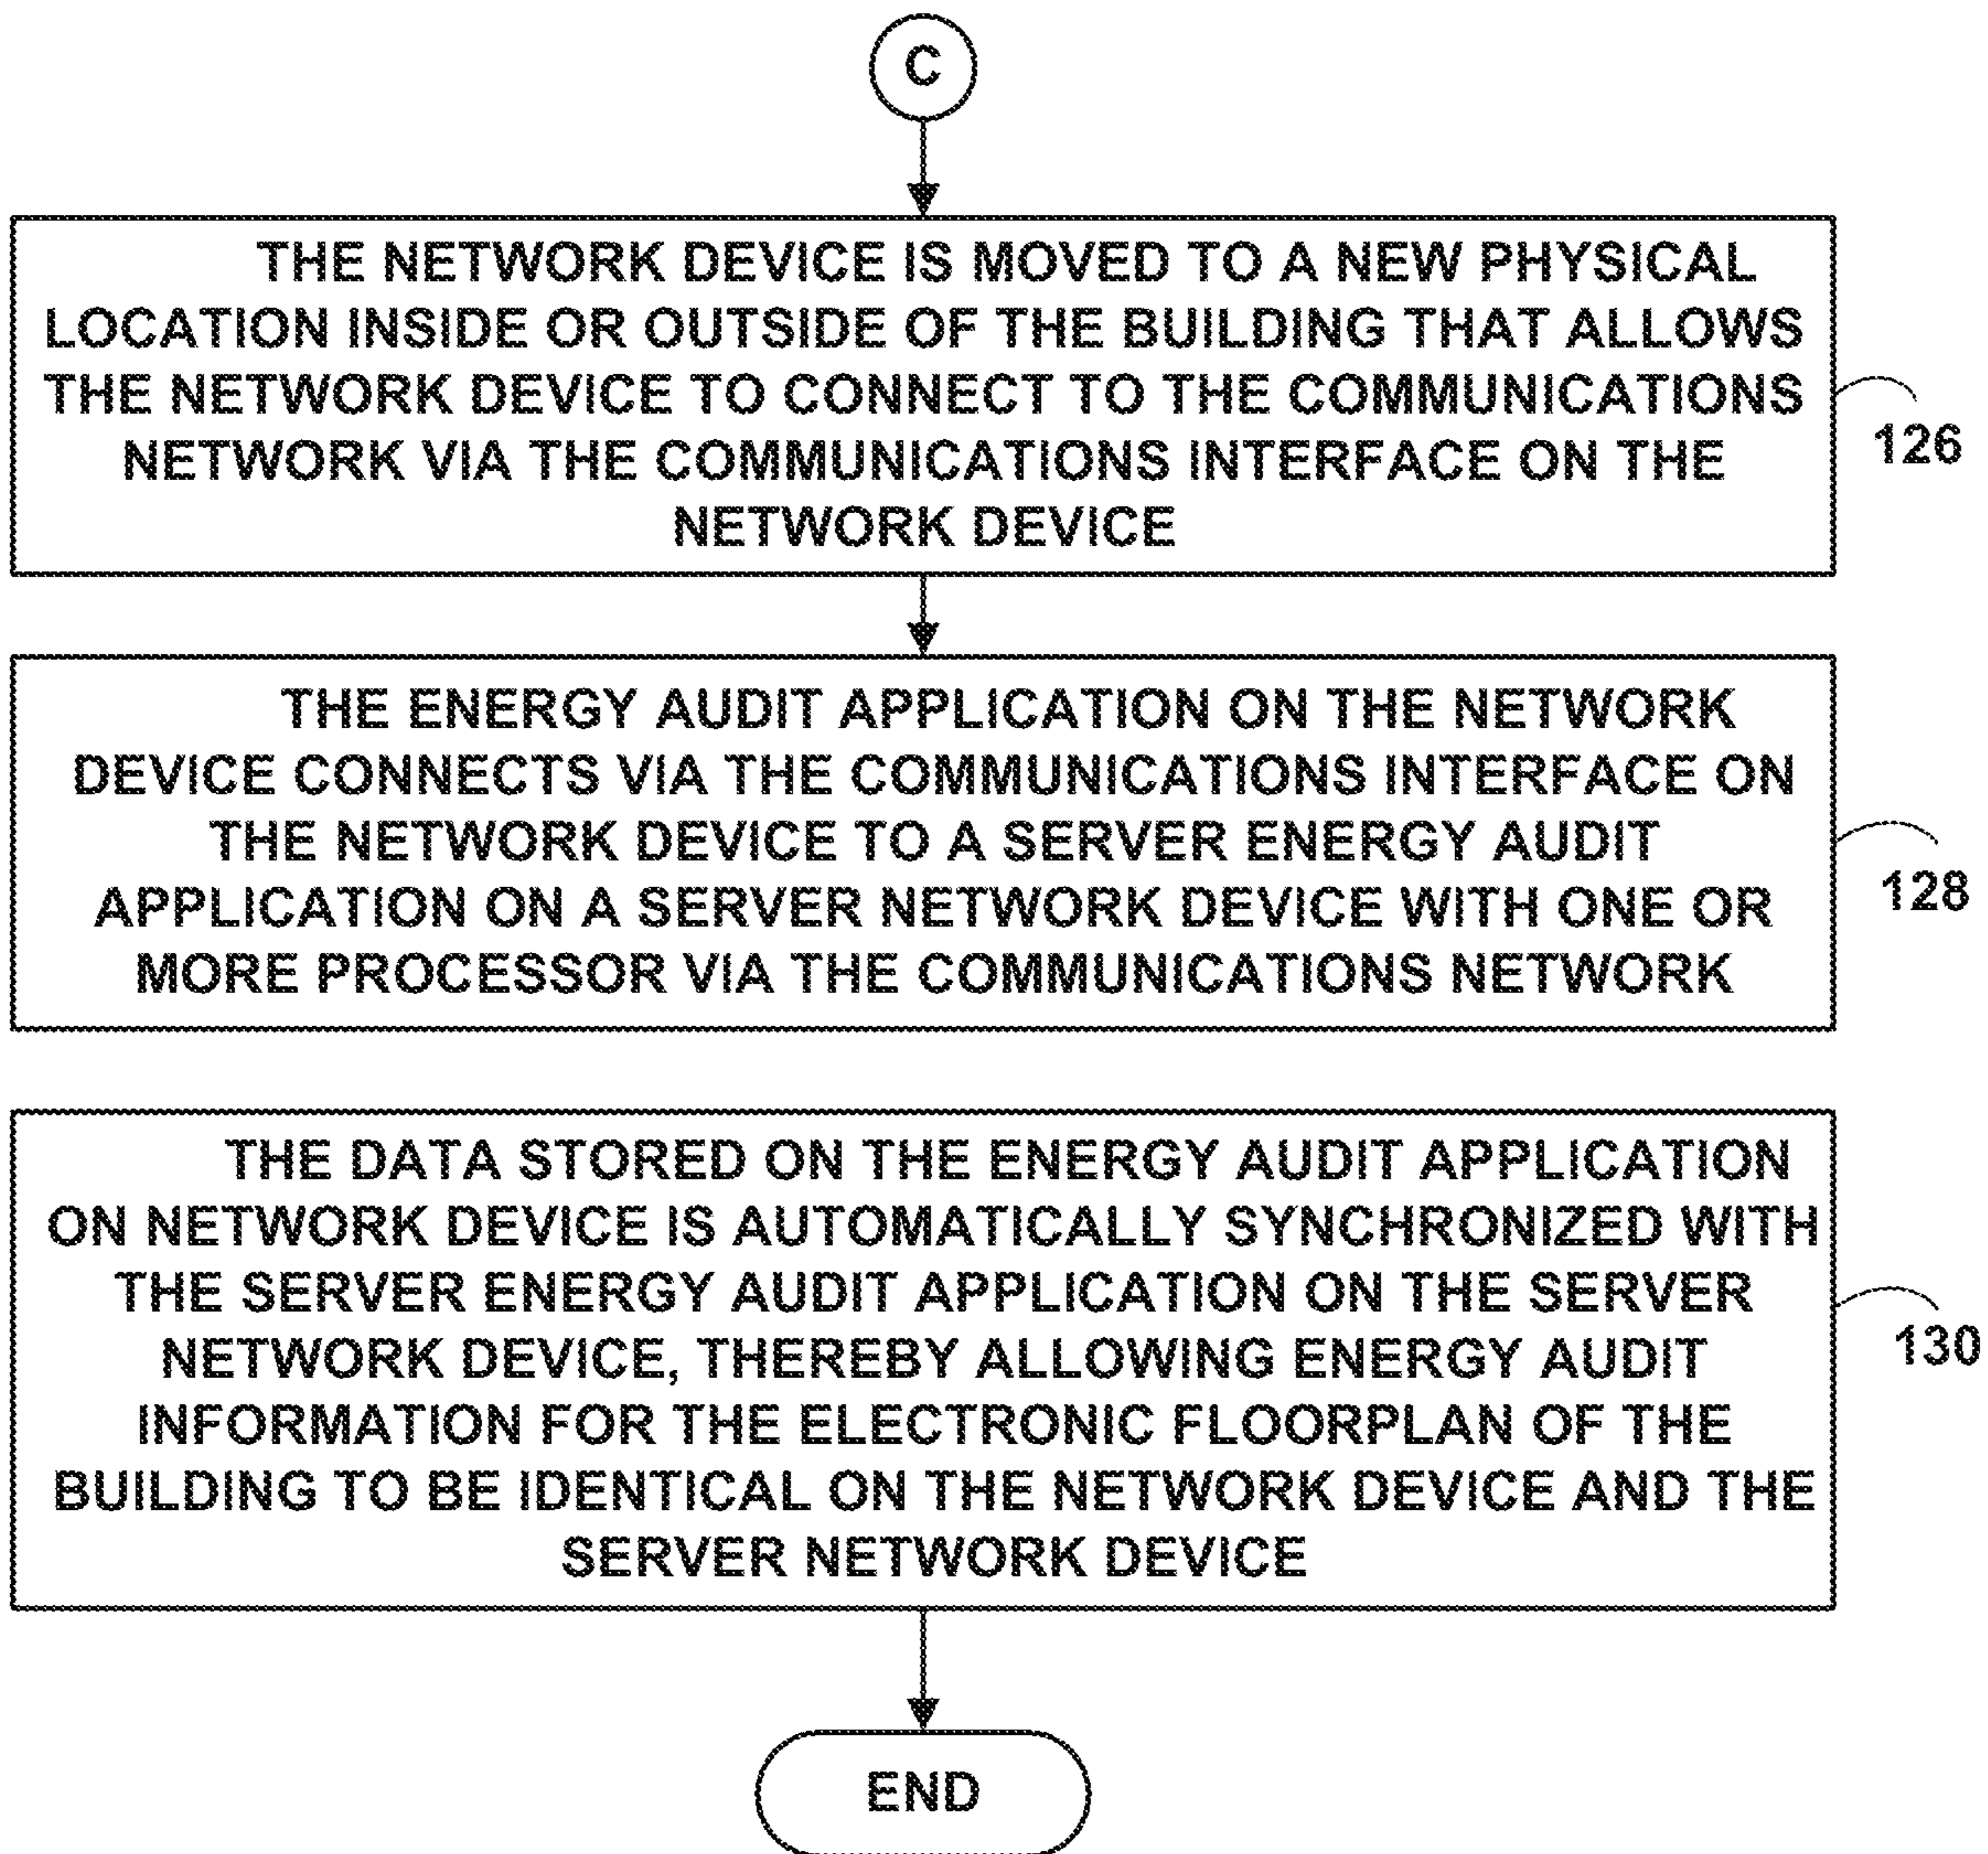 C
THE NETWORK DEVICE IS MOVED TO A NEW PHYSICAL
LOCATION INSIDE OR OUTSIDE OF THE BUILDING THAT ALLOWS
THE NETWORK DEVICE TO CONNECT TO THE COMMUNICATIONS
NETWORK VIA THE COMMUNICATIONS INTERFACE ON THE
NETWORK DEVICE
126
THE ENERGY AUDIT APPLICATION ON THE NETWORK
DEVICE CONNECTS VIA THE COMMUNICATIONS INTERFACE ON
THE NETWORK DEVICE TO A SERVER ENERGY AUDIT
APPLICATION ON A SERVER NETWORK DEVICE WITH ONE OR
MORE PROCESSOR VIA THE COMMUNICATIONS NETWORK
128
THE DATA STORED ON THE ENERGY AUDIT APPLICATION
ON NETWORK DEVICE IS AUTOMATICALLY SYNCHRONIZED WITH
THE SERVER ENERGY AUDIT APPLICATION ON THE SERVER
NETWORK DEVICE, THEREBY ALLOWING ENERGY AUDIT
INFORMATION FOR THE ELECTRONIC FLOORPLAN OF THE
BUILDING TO BE IDENTICAL ON THE NETWORK DEVICE AND THE
SERVER NETWORK DEVICE
130
END